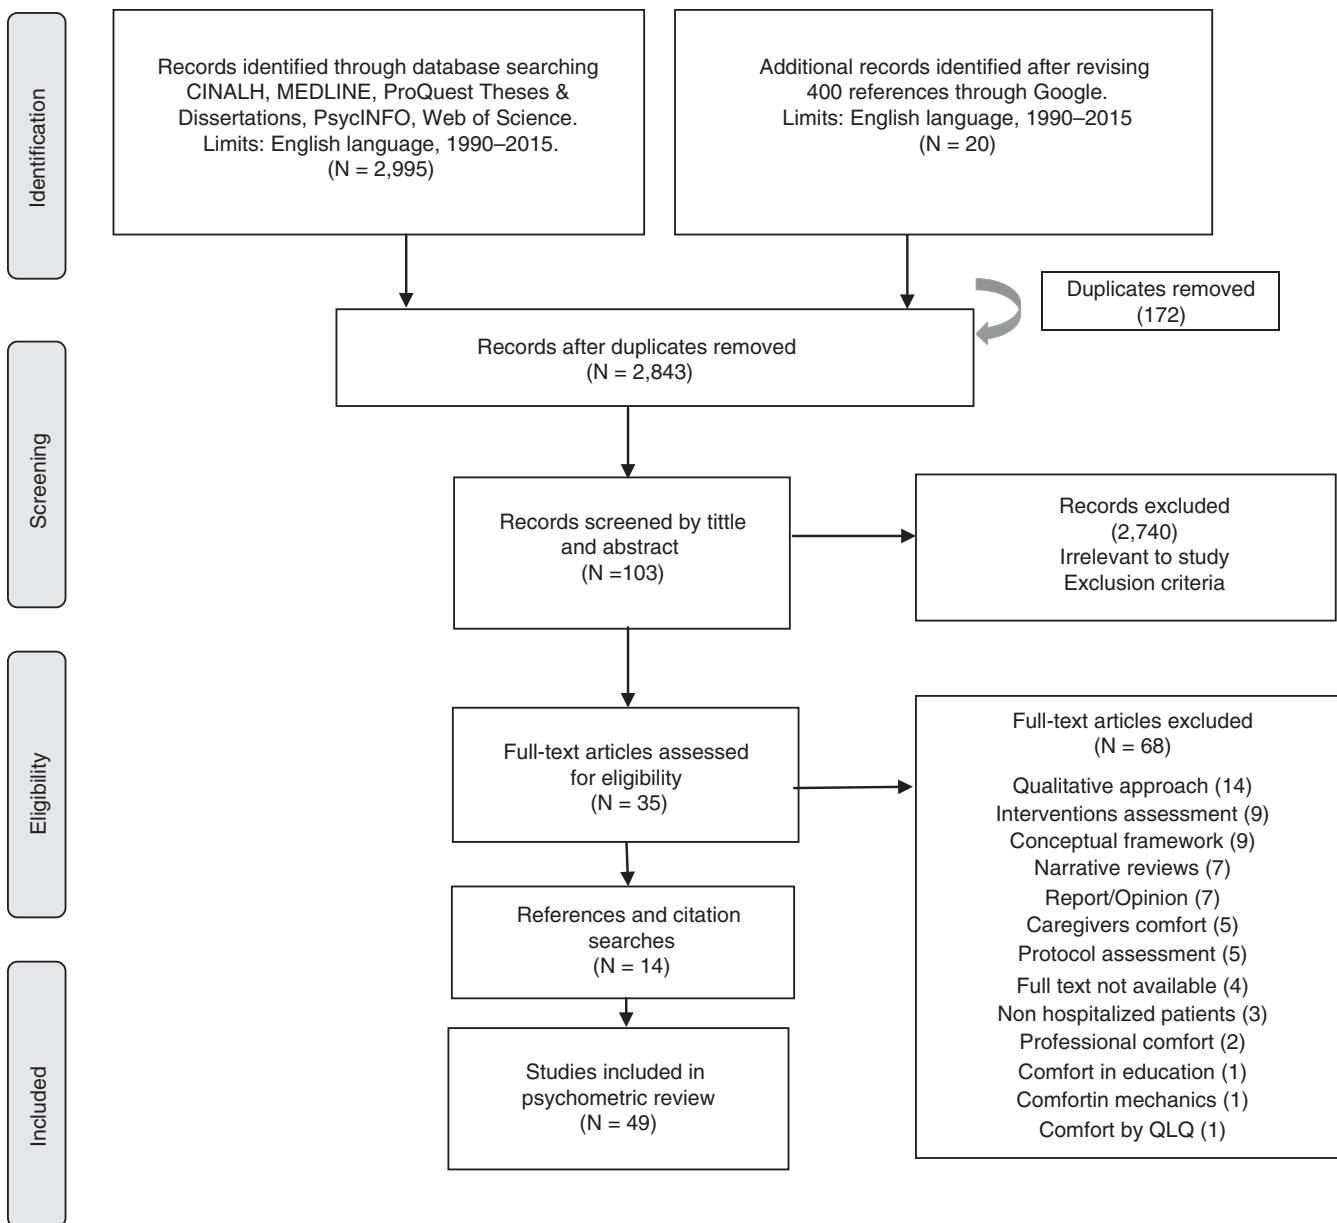 Identification
Records identified through database searching
CINALH, MEDLINE, ProQuest Theses &
Dissertations, PsycINFO, Web of Science.
Limits: English language, 1990–2015.
(N = 2,995)
Additional records identified after revising
400 references through Google.
Limits: English language, 1990–2015
(N = 20)
Duplicates removed
(172)
Records after duplicates removed
(N = 2,843)
Screening
Records screened by tittle
and abstract
(N =103)
Records excluded
(2,740)
Irrelevant to study
Exclusion criteria
Eligibility
Full-text articles assessed
for eligibility
(N = 35)
Full-text articles excluded
(N = 68)
Qualitative approach (14)
Interventions assessment (9)
Conceptual framework (9)
Narrative reviews (7)
Report/Opinion (7)
Caregivers comfort (5)
Protocol assessment (5)
Full text not available (4)
Non hospitalized patients (3)
Professional comfort (2)
Comfort in education (1)
Comfortin mechanics (1)
Comfort by QLQ (1)
References and citation
searches
(N = 14)
Included
Studies included in
psychometric review
(N = 49)